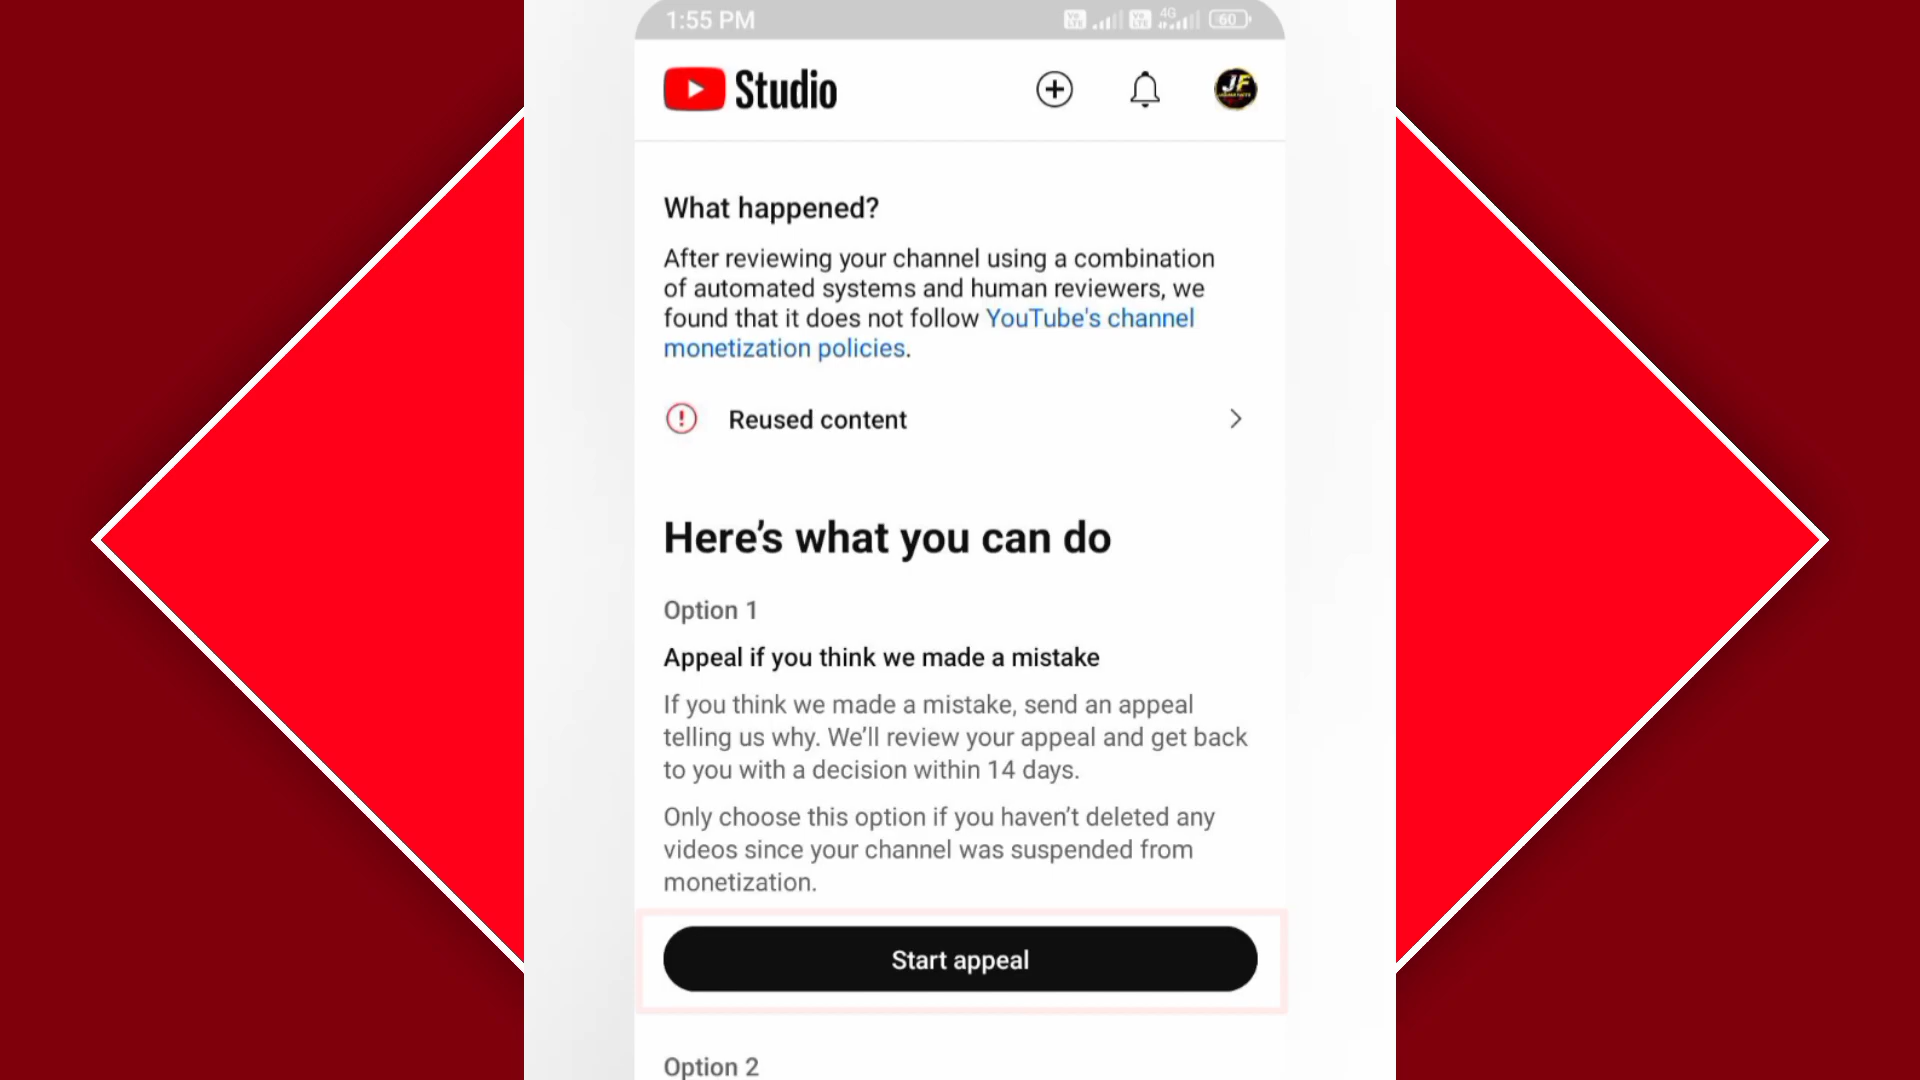 1:55 PM
4G
60
Studio
JF
What happened?
After reviewing your channel using a combination
of automated systems and human reviewers, we
found that it does not follow YouTube's channel
monetization policies.
Reused content
Here’s what you can do
Option 1
Appeal if you think we made a mistake
If you think we made a mistake, send an appeal
telling us why. We’ll review your appeal and get back
to you with a decision within 14 days.
Only choose this option if you haven’t deleted any
videos since your channel was suspended from
monetization.
Start appeal
Option 2